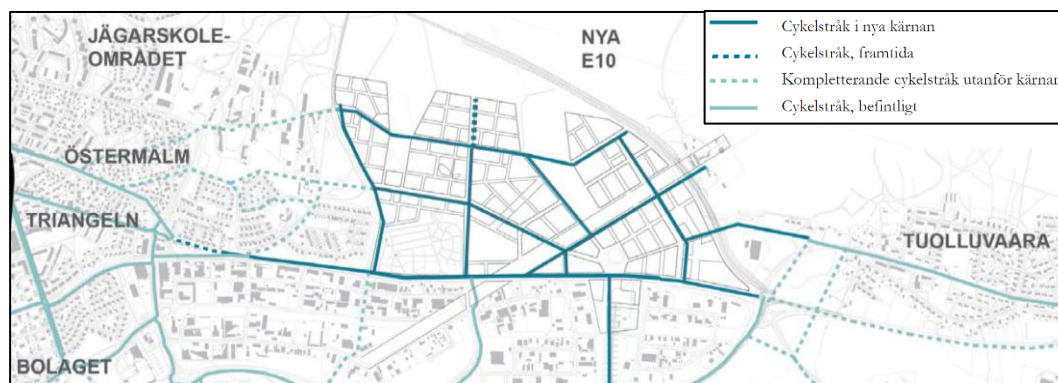 JÄGARSKOLE-
OMRÅDET
NYA
E10
Cykelstråk i nya kärnan
Cykelstråk, framtida
Kompletterande cykelstråk utanför kärnan
Cykelstråk, befintligt
ÖSTERMALM
TRIANGELN
TUOLLUVAARA
BOLAGET